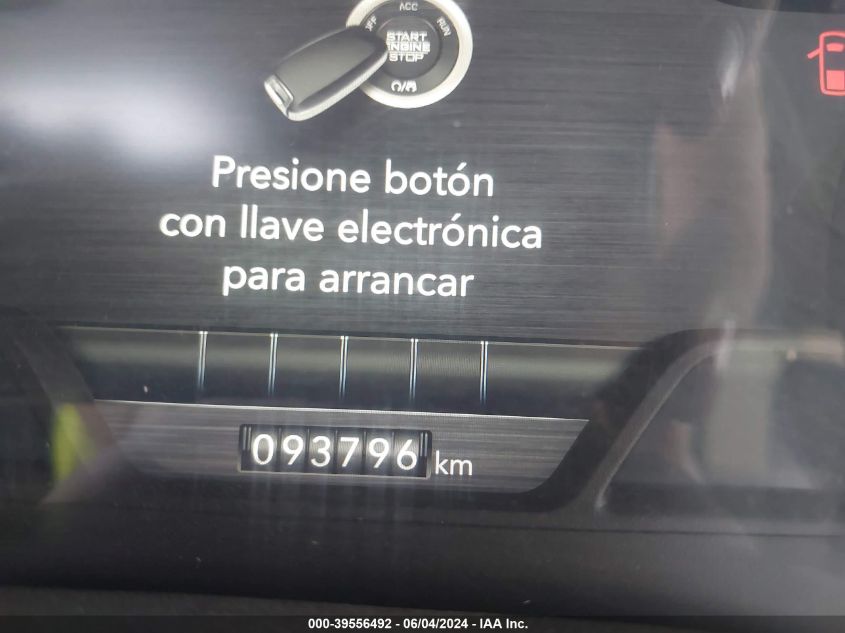 ACC
OFF
RUN
START
ENGINE
STOP
Presione botón
con llave electrónica
para arrancar
093796 km
000-39556492 - 06/04/2024 - IAA Inc.